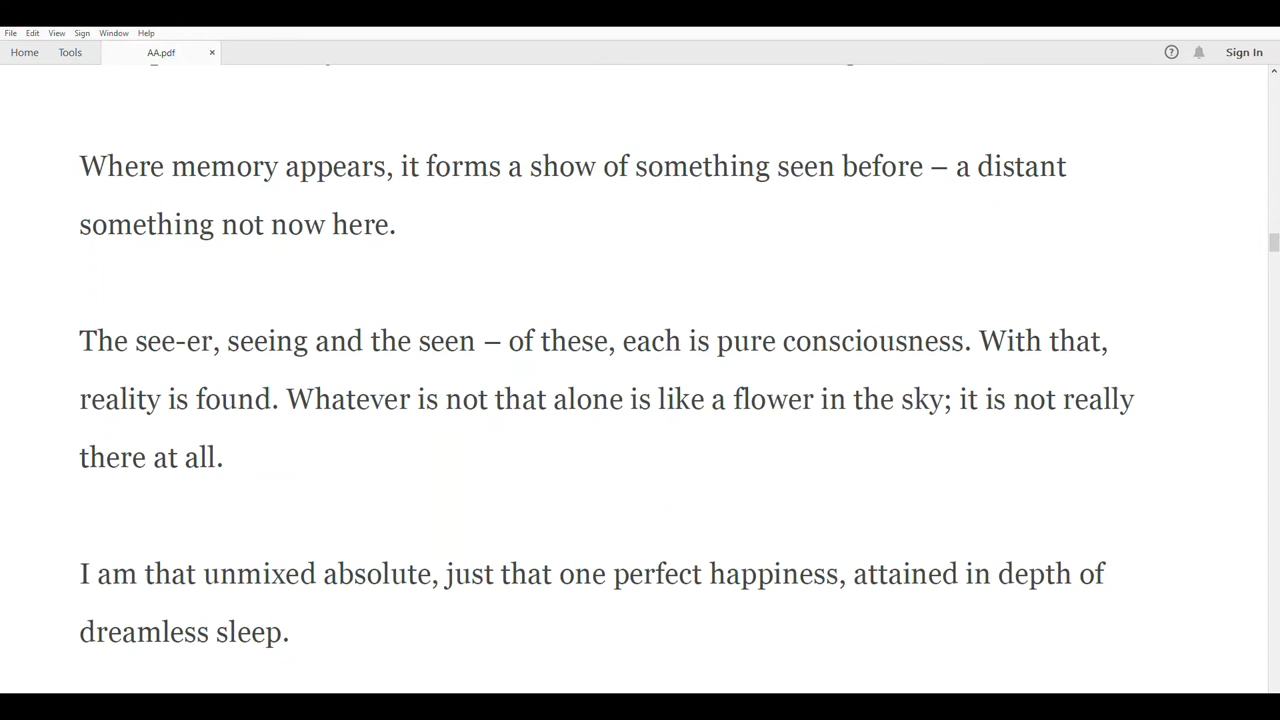 File Edit View Sign Window Help
Home Tools AA.pdf × ? Sign In
Where memory appears, it forms a show of something seen before – a distant
something not now here.
The see-er, seeing and the seen – of these, each is pure consciousness. With that,
reality is found. Whatever is not that alone is like a flower in the sky; it is not really
there at all.
I am that unmixed absolute, just that one perfect happiness, attained in depth of
dreamless sleep.